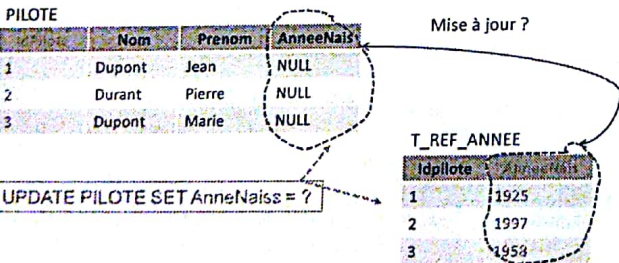 PILOTE
Mise à jour ?
Nom Prenom AnneeNais
1 Dupont Jean NULL
2 Durant Pierre NULL
3 Dupont Marie NULL
T_REF_ANNEE
Idpilote AnneeNais
UPDATE PILOTE SET AnneNaiss = ?
1 1925
2 1997
3 1958